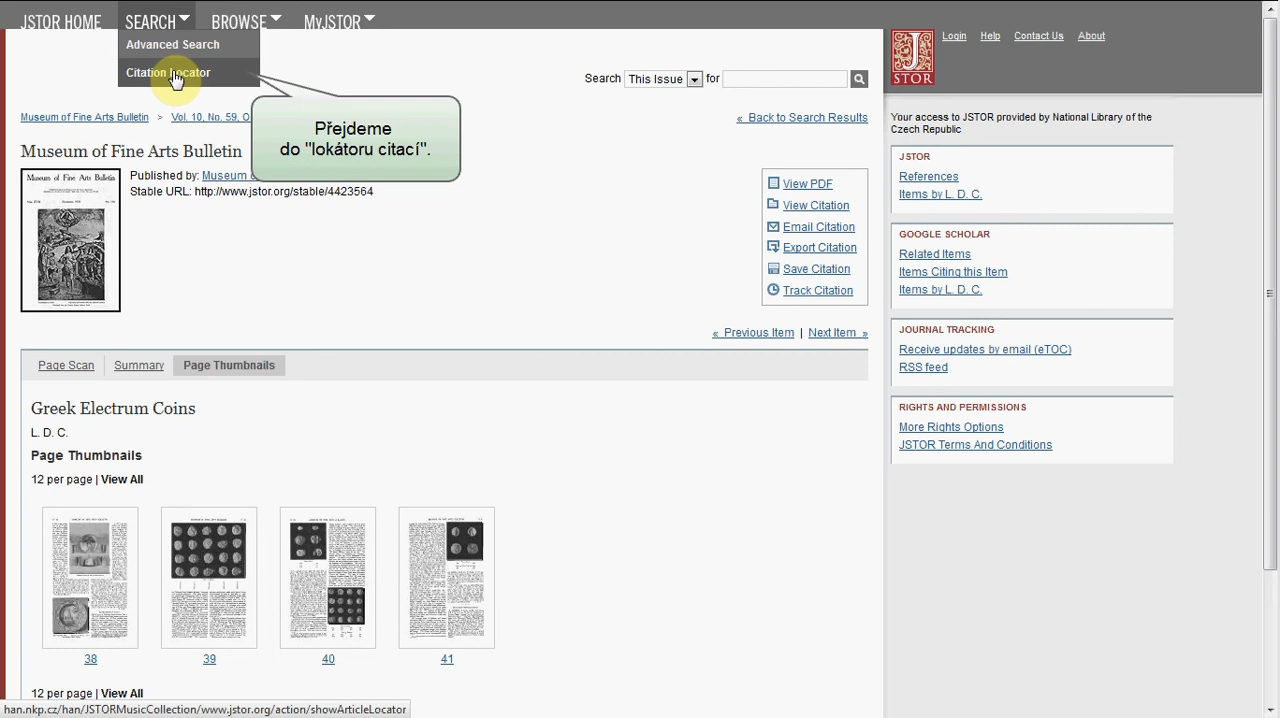 JSTOR HOME SEARCH BROWSE MyJSTOR
Advanced Search
Citation Locator
Přejdeme
do "lokátoru citací".
Search This Issue for
Museum of Fine Arts Bulletin > Vol. 10, No. 59, O
« Back to Search Results
Museum of Fine Arts Bulletin
Published by: Museum
Stable URL: http://www.jstor.org/stable/4423564
Museum of Fine Arts Bulletin
View PDF
View Citation
Email Citation
Export Citation
Save Citation
Track Citation
« Previous Item | Next Item »
Page Scan Summary Page Thumbnails
Greek Electrum Coins
L. D. C.
Page Thumbnails
12 per page | View All
38 39 40 41
12 per page | View All
han.nkp.cz/han/JSTORMusicCollection/www.jstor.org/action/showArticleLocator
J
STOR
Login Help Contact Us About
Your access to JSTOR provided by National Library of the
Czech Republic
JSTOR
References
Items by L. D. C.
GOOGLE SCHOLAR
Related Items
Items Citing this Item
Items by L. D. C.
JOURNAL TRACKING
Receive updates by email (eTOC)
RSS feed
RIGHTS AND PERMISSIONS
More Rights Options
JSTOR Terms And Conditions